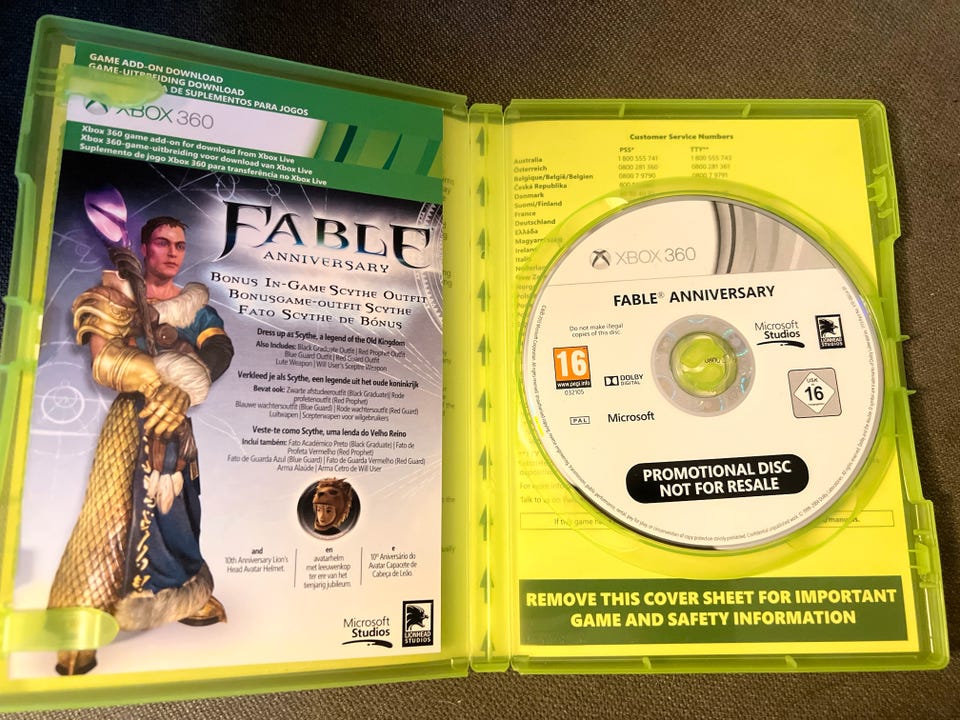 GAME ADD-ON DOWNLOAD
GAME-UITBREIDING DOWNLOAD
DE SUPLEMENTOS PARA JOGOS
XBOX 360
Xbox 360 game add-on for download from Xbox Live
Xbox 360-game-uitbreiding voor download van Xbox Live
Suplemento de jogo Xbox 360 para transferência no Xbox Live
FABLE
ANNIVERSARY
BONUS IN-GAME SCYTHE OUTFIT
BONUSGAME-OUTFIT SCYTHE
FATO SCYTHE DE BÓNUS
Dress up as Scythe, a legend of the Old Kingdom
Also Includes: Black Graduate Outfit | Red Prophet Outfit
Blue Guard Outfit | Red Guard Outfit
Lute Weapon | Will User's Sceptre Weapon
Verkleed je als Scythe, een legende uit het oude koninkrijk
Bevat ook: Zwarte afstudeeroutfit (Black Graduate)| Rode
profetenoutfit (Red Prophet)
Blauwe wachtersoutfit (Blue Guard) | Rode wachtersoutfit (Red Guard)
Luitwapen | Scepterwapen voor wilgebruikers
Veste-te como Scythe, uma lenda do Velho Reino
Inclui também: Fato Académico Preto (Black Graduate) | Fato de
Profeta Vermelho (Red Prophet)
Fato de Guarda Azul (Blue Guard) | Fato de Guarda Vermelho (Red Guard)
Arma Alaúde | Arma Cetro de Will User
and
10th Anniversary Lion's
Head Avatar Helmet.
en
avatarhelm
met leeuwenkop
ter ere van het
tienjarig jubileum.
e
10º Aniversário do
Avatar Capacete de
Cabeça de Leão.
Microsoft
Studios
LIONHEAD
STUDIOS
Customer Service Numbers
PSS* TTY**
Australia 1 800 555 741 1 800 555 743
Österreich 0800 281 360 0800 281 361
Belgique/België/Belgien 0800 7 9790 0800 7 9791
Česká Republika
Danmark
Suomi/Finland
France
Deutschland
Ελλάδα
XBOX 360
FABLE® ANNIVERSARY
Do not make illegal
copies of this disc.
Microsoft
Studios
LIONHEAD
STUDIOS
16
www.pegi.info
032105
DOLBY
DIGITAL
USK
16
PAL
Microsoft
PROMOTIONAL DISC
NOT FOR RESALE
If this game
manuals.
REMOVE THIS COVER SHEET FOR IMPORTANT
GAME AND SAFETY INFORMATION